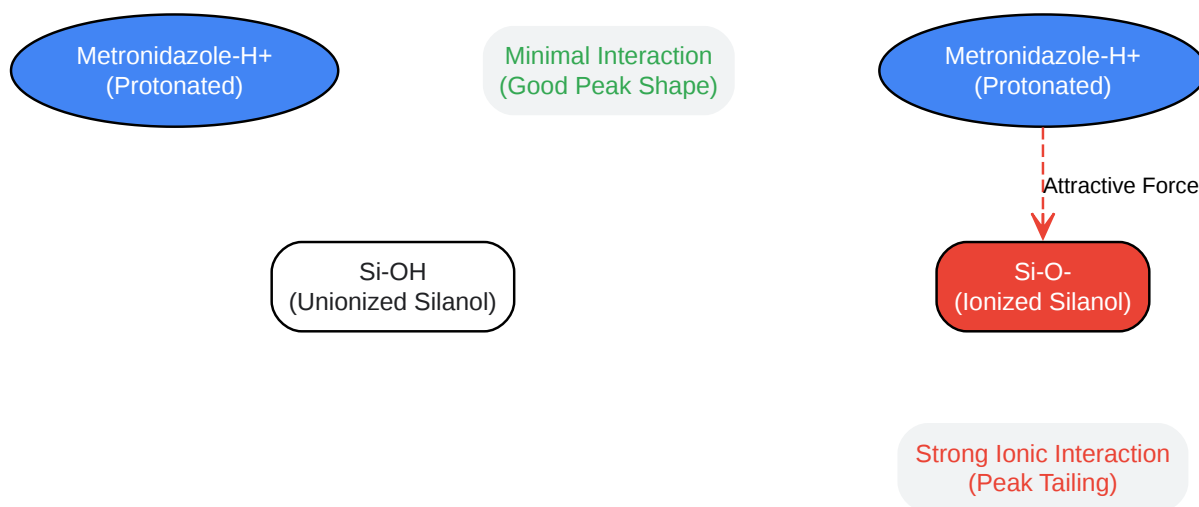 Metronidazole-H+
(Protonated)
Minimal Interaction
(Good Peak Shape)
Metronidazole-H+
(Protonated)
Attractive Force
Si-OH
(Unionized Silanol)
Si-O-
(Ionized Silanol)
Strong Ionic Interaction
(Peak Tailing)